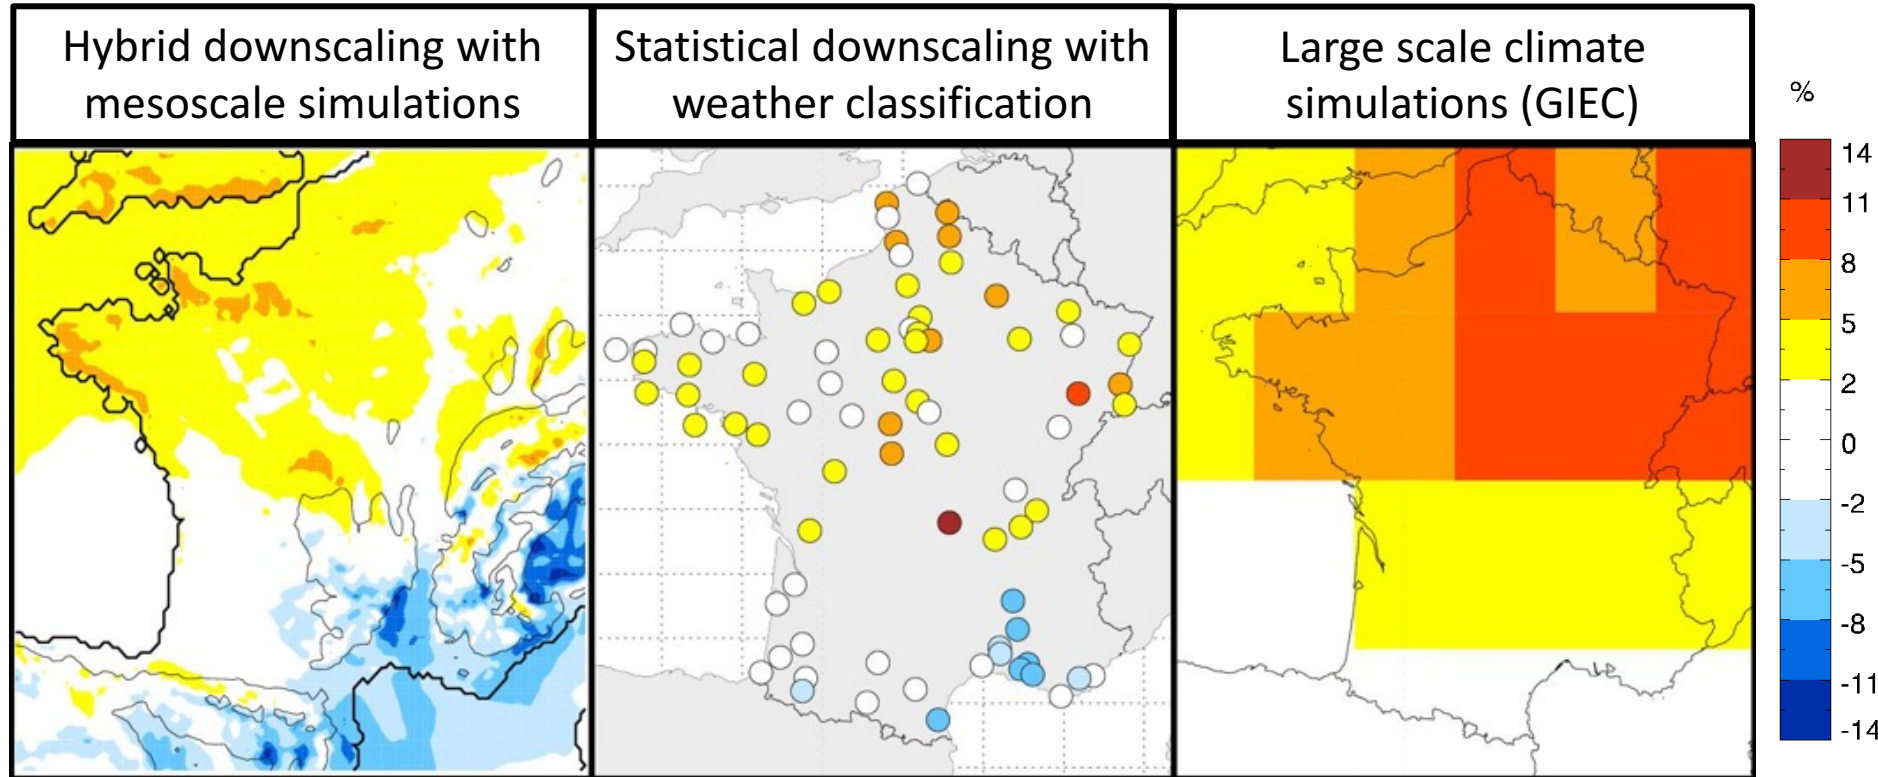 Hybrid downscaling with
mesoscale simulations
Statistical downscaling with
weather classification
Large scale climate
simulations (GIEC)
%
14
11
8
5
2
0
-2
-5
-8
-11
-14